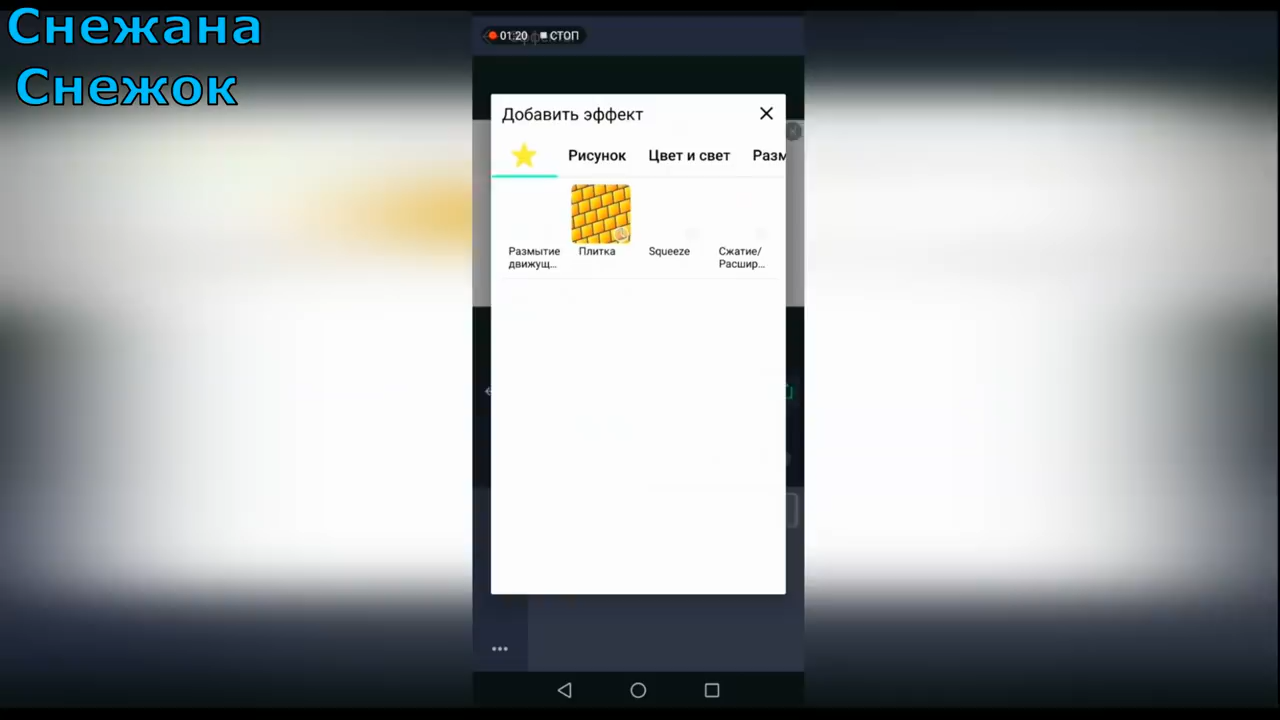 Снежана
Снежок
01:20 СТОП
Добавить эффект
Рисунок Цвет и свет Разм
Размытие движущ...
Плитка
Squeeze
Сжатие/ Расшир...